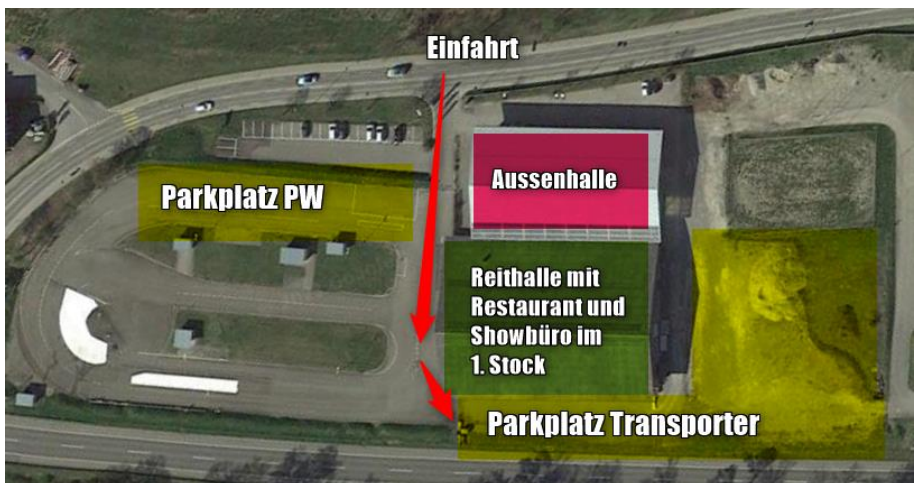 Einfahrt
Parkplatz PW
Aussenhalle
Reithalle mit
Restaurant und
Showbüro im
1. Stock
Parkplatz Transporter